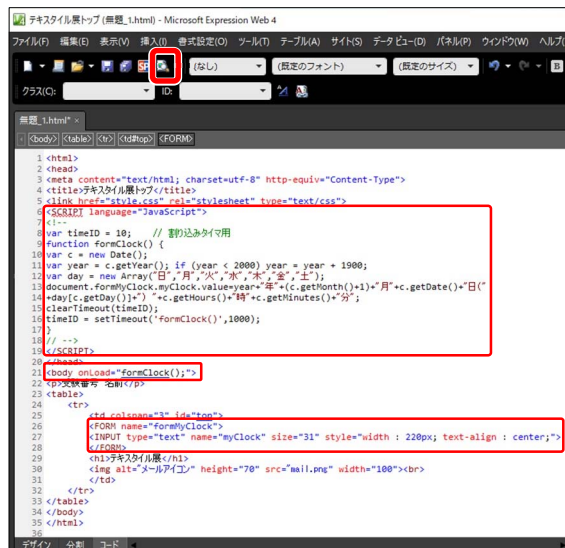 テキスタイル展トップ (無題_1.html) - Microsoft Expression Web 4
ファイル(F) 編集(E) 表示(V) 挿入(I) 書式設定(O) ツール(T) テーブル(A) サイト(S) データ ビュー(D) パネル(P) ウィンドウ(W) ヘルプ(
(なし) (既定のフォント) (既定のサイズ) B
クラス(C): ID:
無題_1.html* ×
<body> <table> <tr> <td#top> <FORM>
1 <html>
2 <head>
3 <meta content="text/html; charset=utf-8" http-equiv="Content-Type">
4 <title>テキスタイル展トップ</title>
5 <link href="style.css" rel="stylesheet" type="text/css">
6 <SCRIPT language="JavaScript">
7 <!--
8 var timeID = 10; // 割り込みタイマ用
9 function formClock() {
10 var c = new Date();
11 var year = c.getYear(); if (year < 2000) year = year + 1900;
12 var day = new Array("日","月","火","水","木","金","土");
13 document.formMyClock.myClock.value=year+"年"+(c.getMonth()+1)+"月"+c.getDate()+"日("
14 +day[c.getDay()]+") "+c.getHours()+"時"+c.getMinutes()+"分";
15 clearTimeout(timeID);
16 timeID = setTimeout('formClock()',1000);
17 }
18 // -->
19 </SCRIPT>
20 </head>
21 <body onLoad="formClock();">
22 <p>受験番号 名前</p>
23 <table>
24 <tr>
25 <td colspan="3" id="top">
26 <FORM name="formMyClock">
27 <INPUT type="text" name="myClock" size="31" style="width : 220px; text-align : center;">
28 </FORM>
29 <h1>テキスタイル展</h1>
30 <img alt="メールアイコン" height="70" src="mail.png" width="100"><br>
31 </td>
32 </tr>
33 </table>
34 </body>
35 </html>
36
デザイン 分割 コード